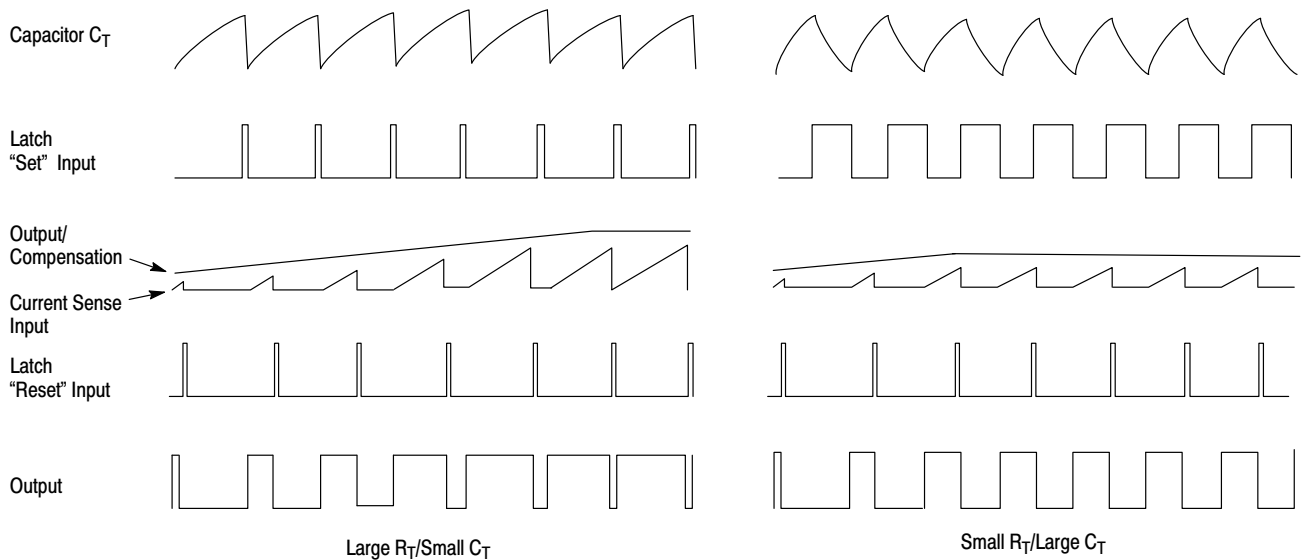 Capacitor CT
Latch
“Set” Input
Output/
Compensation
Current Sense
Input
Latch
“Reset” Input
Output
Large RT/Small CT
Small RT/Large CT